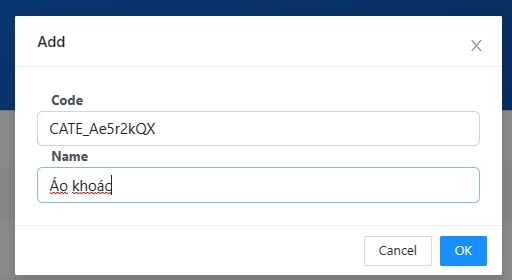 Add
Code
CATE_Ae5r2kQX
Name
Áo khoác
Cancel
OK